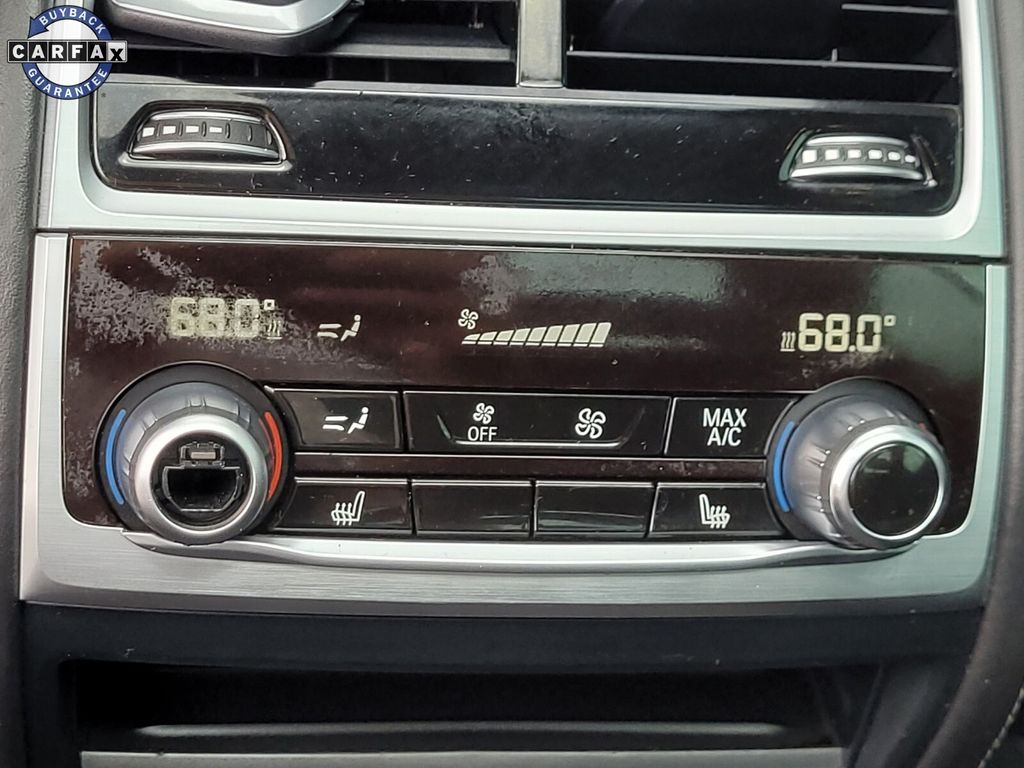 BUYBACK
CARFAX
GUARANTEE
68.0°
68.0°
OFF
MAX
A/C